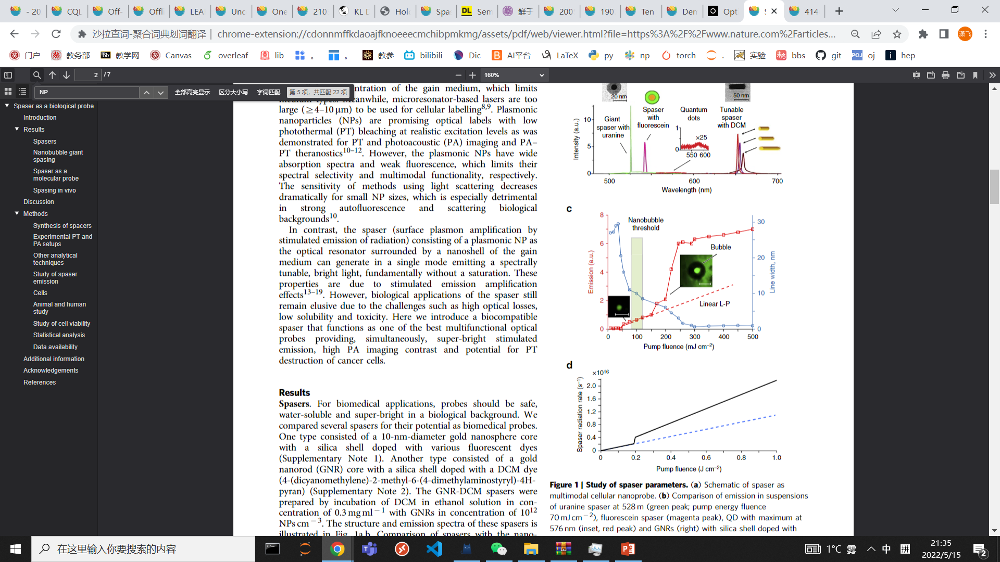 - 20
CQL
Off-
Offli
LEA
Unc
One
210
KL D
Holo
Spa
DL
Sem
鲜于
200
190
Ten
Den
Opt
414
沙拉查词-聚合词典划词翻译 | chrome-extension://cdonnmffkdaoajfknoeeecmchibpmkmg/assets/pdf/web/viewer.html?file=https%3A%2F%2Fwww.nature.com%2Farticles...
潇飞
门户
教务部
Bb 教学网
Canvas
overleaf
lib
。
。
教参
bilibili
Dic
B AI平台
LaTeX
py
np
torch
.
实验
bbs
git
POJ oj
i hep
2 / 7
160%
NP
全部高亮显示
区分大小写
字词匹配
第 5 项，共匹配 22 项
Spaser as a biological probe
Introduction
Results
Spasers
Nanobubble giant
spasing
Spaser as a
molecular probe
Spasing in vivo
Discussion
Methods
Synthesis of spacers
Experimental PT and
PA setups
Other analytical
techniques
Study of spaser
emission
Cells
Animal and human
study
Study of cell viability
Statistical analysis
Data availability
Additional information
Acknowledgements
References
ntration of the gain medium, which limits
medium types. Meanwhile, microresonator-based lasers are too
large (≥4–10 μm) to be used for cellular labelling8,9. Plasmonic
nanoparticles (NPs) are promising optical labels with low
photothermal (PT) bleaching at realistic excitation levels as was
demonstrated for PT and photoacoustic (PA) imaging and PA–
PT theranostics10–12. However, the plasmonic NPs have wide
absorption spectra and weak fluorescence, which limits their
spectral selectivity and multimodal functionality, respectively.
The sensitivity of methods using light scattering decreases
dramatically for small NP sizes, which is especially detrimental
in strong autofluorescence and scattering biological
backgrounds10.
In contrast, the spaser (surface plasmon amplification by
stimulated emission of radiation) consisting of a plasmonic NP as
the optical resonator surrounded by a nanoshell of the gain
medium can generate in a single mode emitting a spectrally
tunable, bright light, fundamentally without a saturation. These
properties are due to stimulated emission amplification
effects13–19. However, biological applications of the spaser still
remain elusive due to the challenges such as high optical losses,
low solubility and toxicity. Here we introduce a biocompatible
spaser that functions as one of the best multifunctional optical
probes providing, simultaneously, super-bright stimulated
emission, high PA imaging contrast and potential for PT
destruction of cancer cells.
Results
Spasers. For biomedical applications, probes should be safe,
water-soluble and super-bright in a biological background. We
compared several spasers for their potential as biomedical probes.
One type consisted of a 10-nm-diameter gold nanosphere core
with a silica shell doped with various fluorescent dyes
(Supplementary Note 1). Another type consisted of a gold
nanorod (GNR) core with a silica shell doped with a DCM dye
(4-(dicyanomethylene)-2-methyl-6-(4-dimethylaminostyryl)-4H-
pyran) (Supplementary Note 2). The GNR-DCM spasers were
prepared by incubation of DCM in ethanol solution in con-
centration of 0.3 mg ml−1 with GNRs in concentration of 1012
NPs cm−3. The structure and emission spectra of these spasers is
illustrated in Fig. 1a,b. Comparison of spasers with the nano-
20 nm
50 nm
Giant
spaser with
uranine
Spaser
with
fluorescein
Quantum
dots
Tunable
spaser
with DCM
1
×25
0
550 600
Intensity (a.u.)
10
5
0
500 600 700
Wavelength (nm)
c
8
6
4
2
0
Emission (a.u.)
Nanobubble
threshold
Bubble
Linear L-P
30
20
10
0
Line width, nm
0 100 200 300 400 500
Pump fluence (mJ cm−2)
d
×1016
2.0
1.6
1.2
0.8
0.4
0
Spaser radiation rate (s−1)
0 0.2 0.4 0.6 0.8 1.0
Pump fluence (J cm−2)
Figure 1 | Study of spaser parameters. (a) Schematic of spaser as
multimodal cellular nanoprobe. (b) Comparison of emission in suspensions
of uranine spaser at 528 m (green peak; pump energy fluence
70 mJ cm−2), fluorescein spaser (magenta peak), QD with maximum at
576 nm (inset, red peak) and GNRs (right) with silica shell doped with
在这里输入你要搜索的内容
1°C 雾
中
拼
21:35
2022/5/15
2